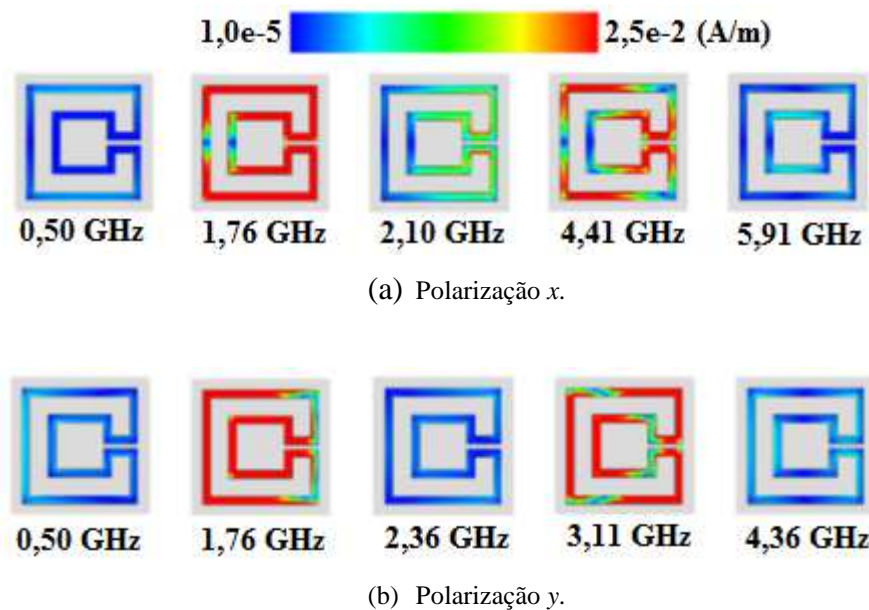 1,0e-5 2,5e-2 (A/m)
0,50 GHz 1,76 GHz 2,10 GHz 4,41 GHz 5,91 GHz
(a) Polarização x.
0,50 GHz 1,76 GHz 2,36 GHz 3,11 GHz 4,36 GHz
(b) Polarização y.